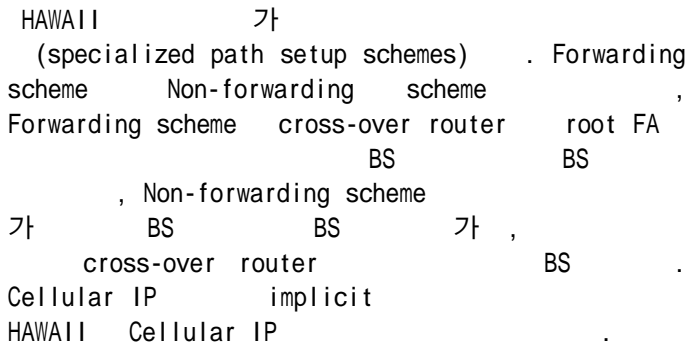 HAWAII 가
(specialized path setup schemes) . Forwarding
scheme Non-forwarding scheme ,
Forwarding scheme cross-over router root FA
BS BS
, Non-forwarding scheme
가 BS BS 가 ,
cross-over router BS .
Cellular IP implicit
HAWAII Cellular IP .